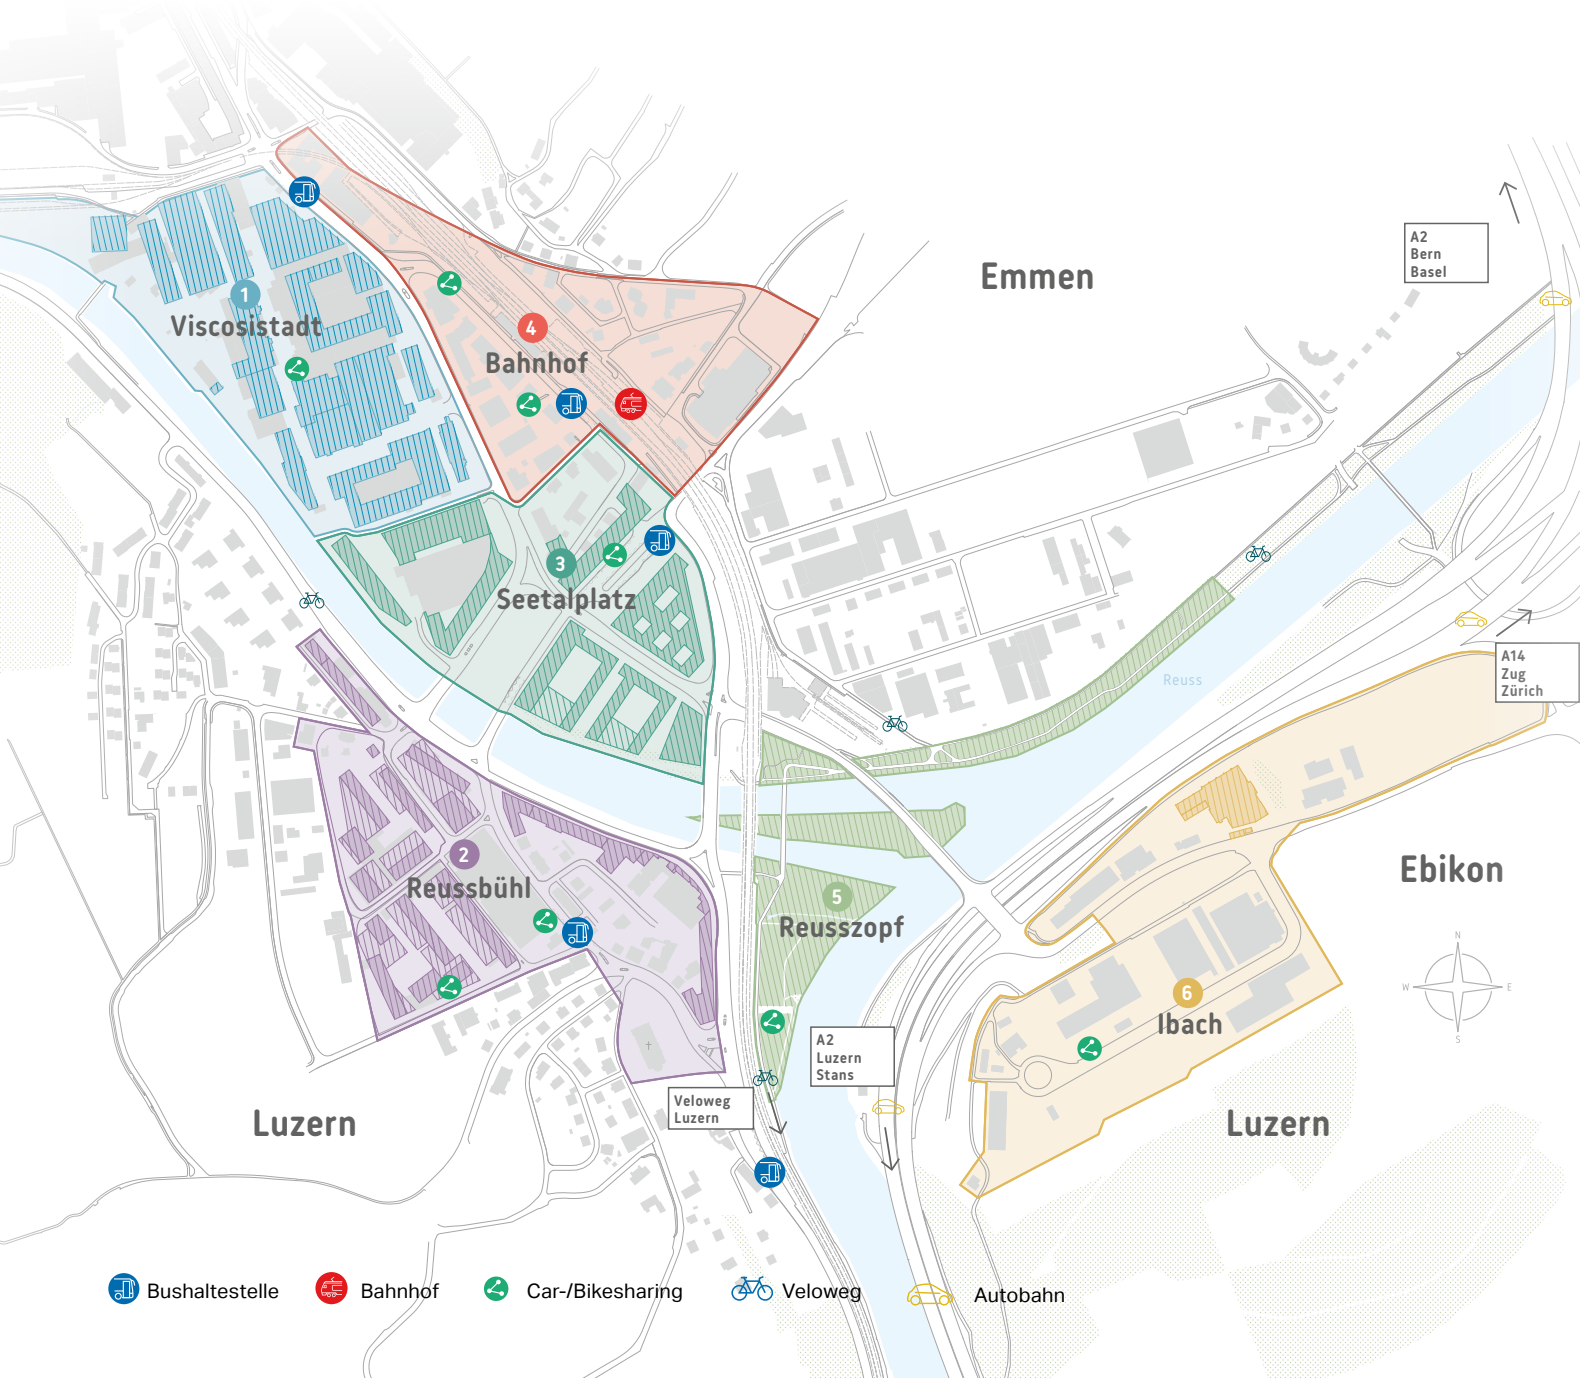 A2
Bern
Basel
Emmen
1
Viscosistadt
4
Bahnhof
3
Seetalplatz
Reuss
A14
Zug
Zürich
2
Reussbühl
5
Reusszopf
Ebikon
N
W
E
S
6
Ibach
A2
Luzern
Stans
Veloweg
Luzern
Luzern
Luzern
Bushaltestelle
Bahnhof
Car-/Bikesharing
Veloweg
Autobahn